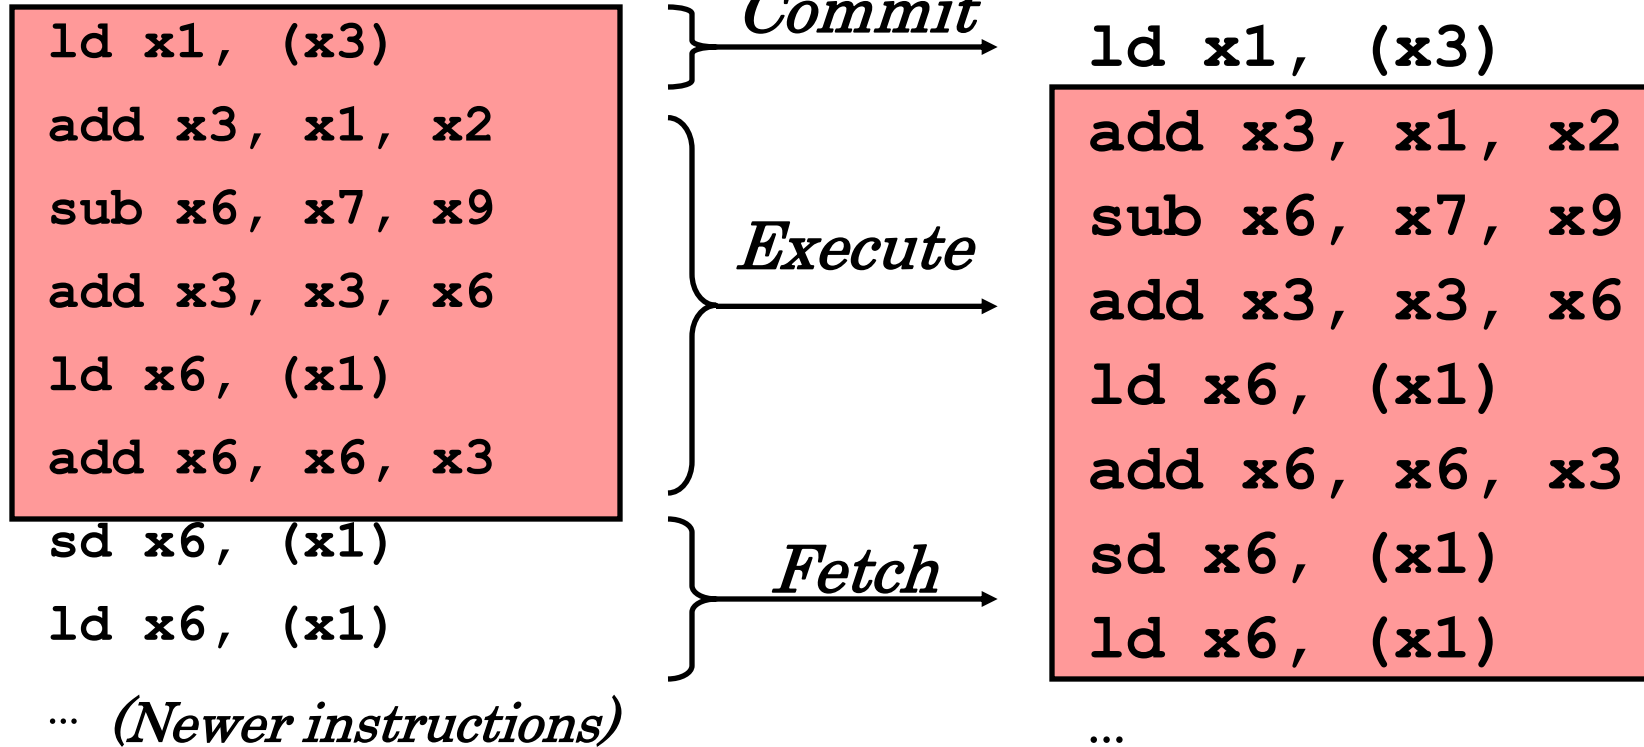 ld x1, (x3)
add x3, x1, x2
sub x6, x7, x9
add x3, x3, x6
ld x6, (x1)
add x6, x6, x3
sd x6, (x1)
ld x6, (x1)
... (Newer instructions)
Commit
Execute
Fetch
ld x1, (x3)
add x3, x1, x2
sub x6, x7, x9
add x3, x3, x6
ld x6, (x1)
add x6, x6, x3
sd x6, (x1)
ld x6, (x1)
...